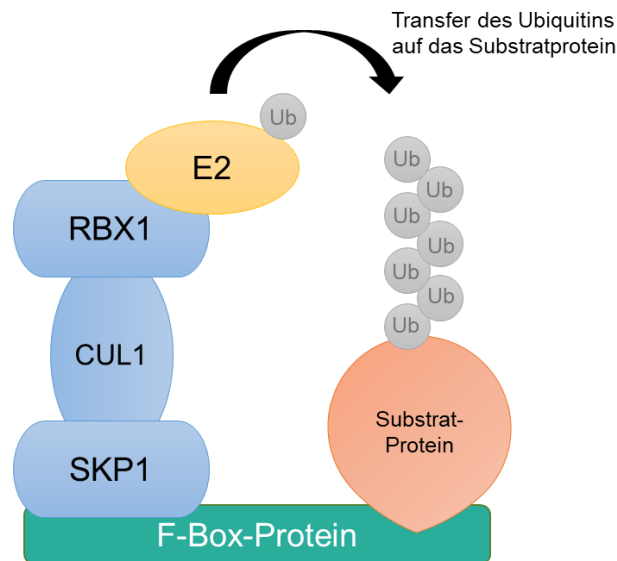 Transfer des Ubiquitins
auf das Substratprotein
Ub
E2
Ub
Ub
RBX1
Ub
Ub
Ub
Ub
Ub
CUL1
Substrat-
Protein
SKP1
F-Box-Protein